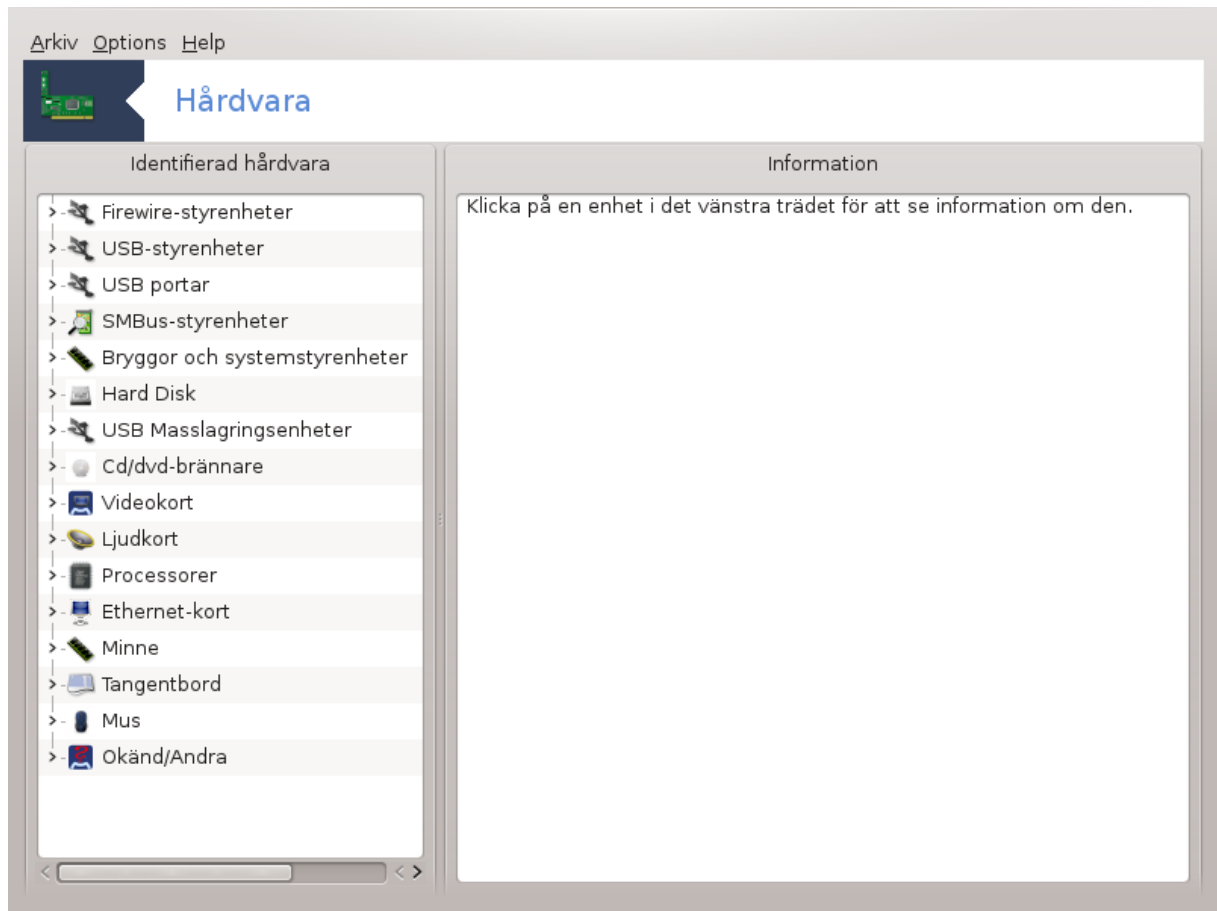 Arkiv Options Help
Hårdvara
Identifierad hårdvara
Firewire-styrenheter
USB-styrenheter
USB portar
SMBus-styrenheter
Bryggor och systemstyrenheter
Hard Disk
USB Masslagringsenheter
Cd/dvd-brännare
Videokort
Ljudkort
Processorer
Ethernet-kort
Minne
Tangentbord
Mus
Okänd/Andra
Information
Klicka på en enhet i det vänstra trädet för att se information om den.